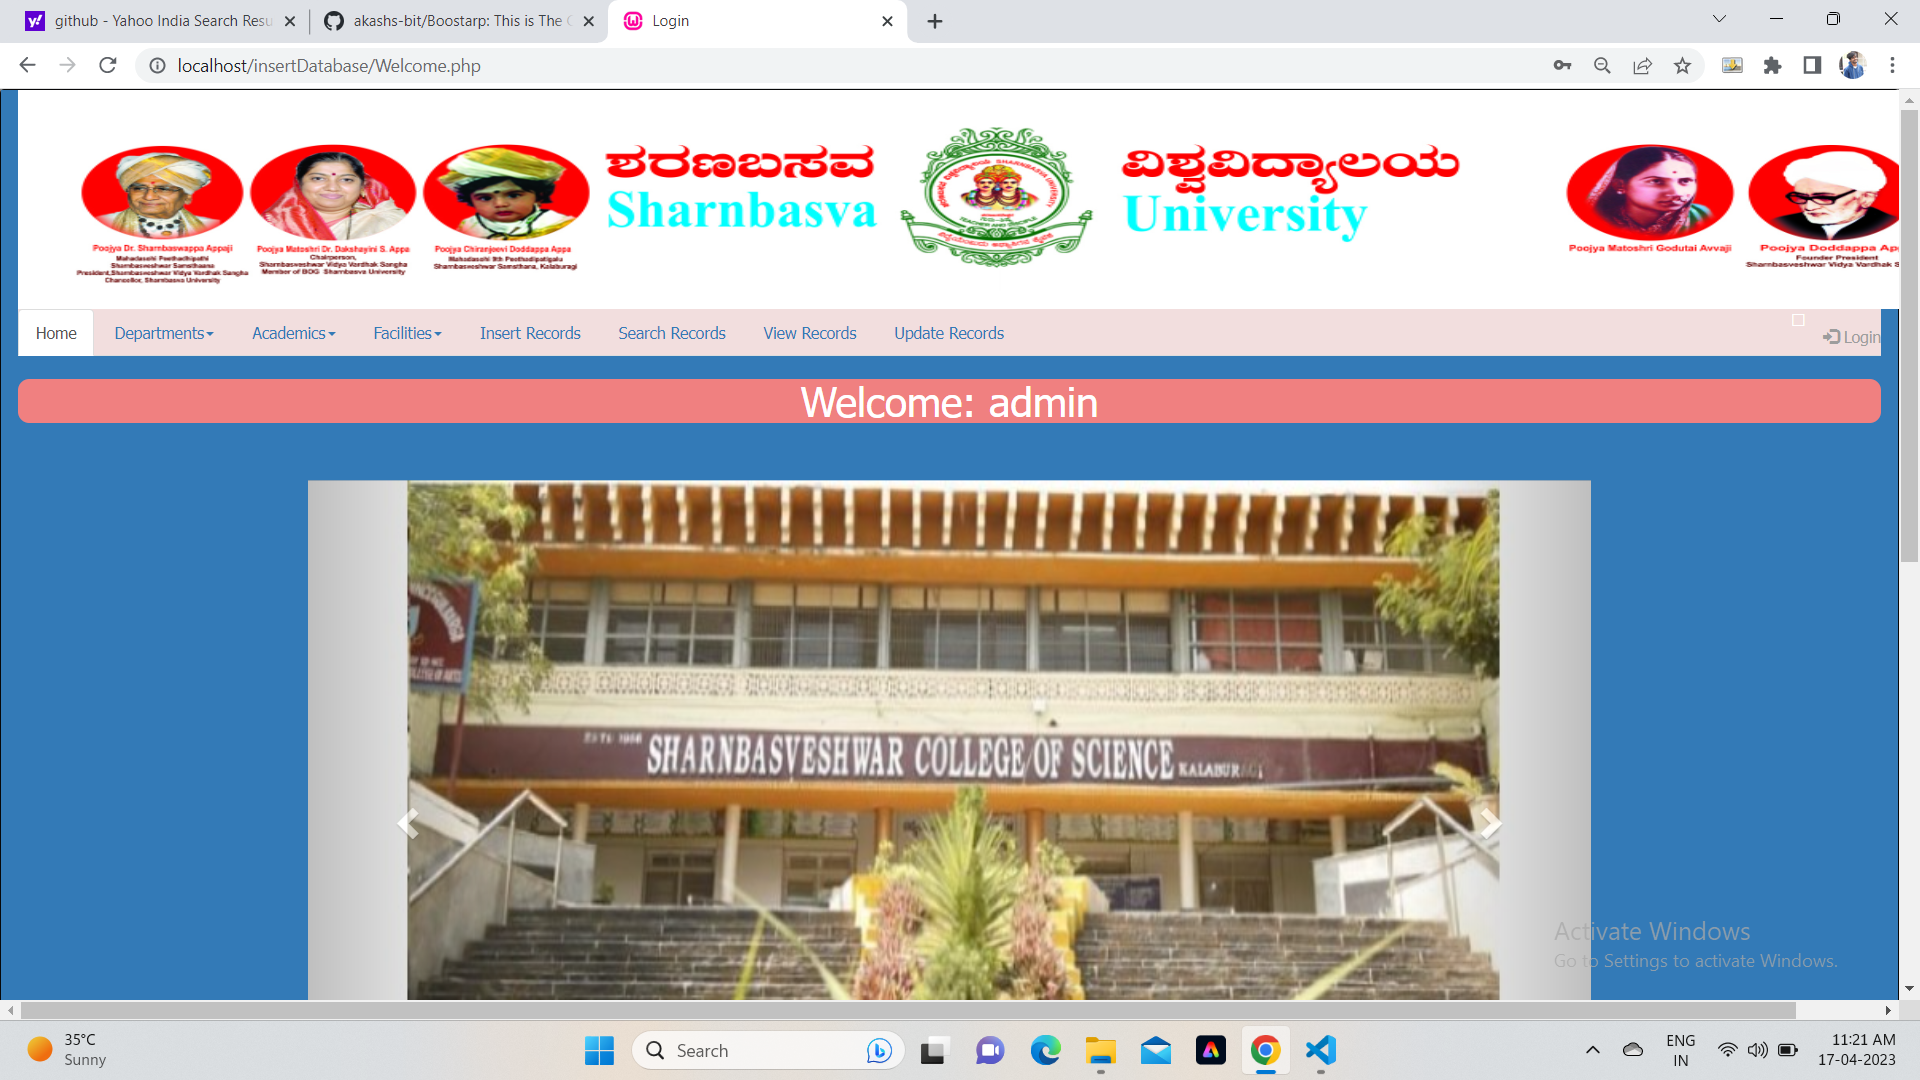 github - Yahoo India Search Resu
akashs-bit/Boostarp: This is The
Login
localhost/insertDatabase/Welcome.php
ಶರಣಬಸವ
Sharnbasva
ವಿಶ್ವವಿದ್ಯಾಲಯ
University
Poojya Dr. Sharnbaswappa Appaji
Mahadasohi Peethadhipathi
Sharnbasveshwar Samsthaana
President,Sharnbasveshwar Vidya Vardhak Sangha
Chancellor, Sharnbasva University
Poojya Matoshri Dr. Dakshayini S. Appa
Chairperson,
Sharnbasveshwar Vidya Vardhak Sangha
Member of BOG Sharnbasva University
Poojya Chiranjeevi Doddappa Appa
Mahadasohi 9th Peethadipatigalu
Sharnbasveshwar Samsthana, Kalaburagi
Poojya Matoshri Godutai Avvaji
Poojya Doddappa Ap
Founder President
Sharnbasveshwar Vidya Vardhak S
Home
Departments
Academics
Facilities
Insert Records
Search Records
View Records
Update Records
Login
Welcome: admin
ESTD 1966 SHARNBASVESHWAR COLLEGE OF SCIENCE KALABURAGI
Activate Windows
Go to Settings to activate Windows.
35°C
Sunny
Search
ENG
IN
11:21 AM
17-04-2023